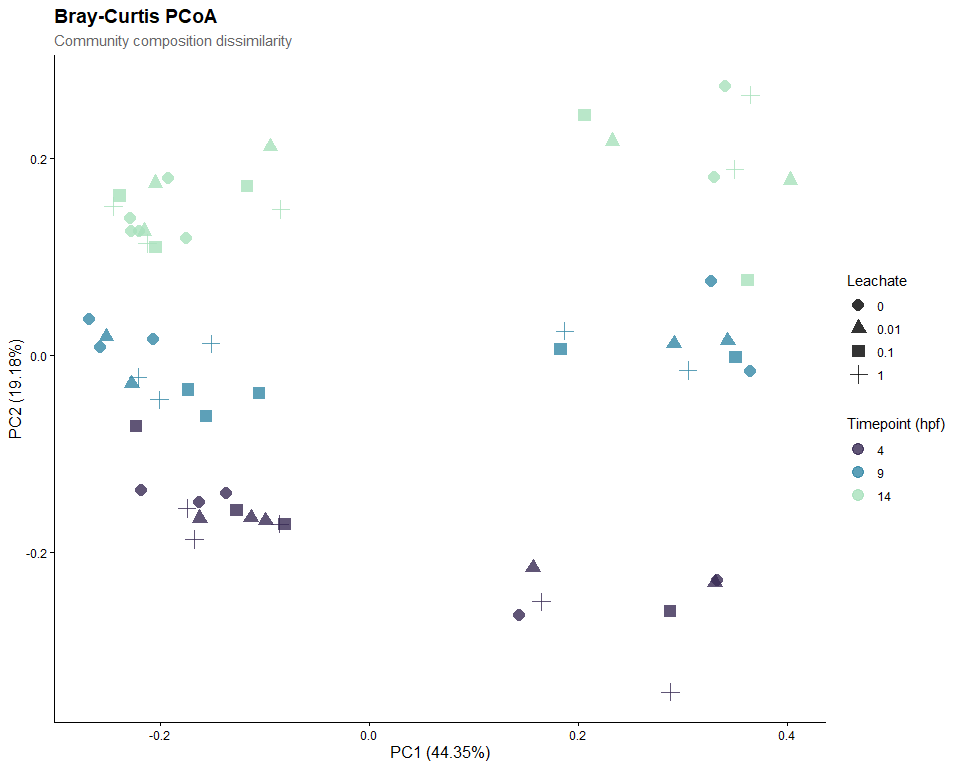 Bray-Curtis PCoA
Community composition dissimilarity
0.2
0.0
-0.2
PC2 (19.18%)
-0.2
0.0
0.2
0.4
PC1 (44.35%)
Leachate
0
0.01
0.1
1
Timepoint (hpf)
4
9
14